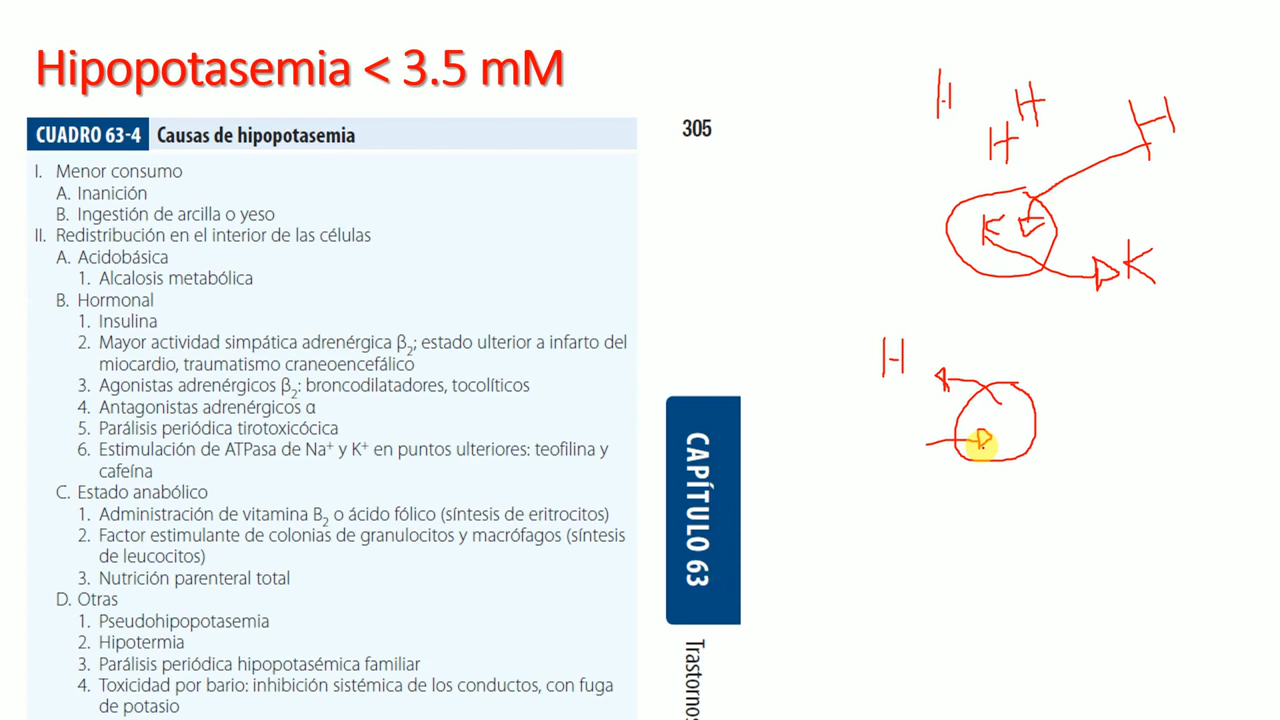 Hipopotasemia < 3.5 mM
CUADRO 63-4 Causas de hipopotasemia
I. Menor consumo
A. Inanición
B. Ingestión de arcilla o yeso
II. Redistribución en el interior de las células
A. Acidobásica
1. Alcalosis metabólica
B. Hormonal
1. Insulina
2. Mayor actividad simpática adrenérgica β2; estado ulterior a infarto del
miocardio, traumatismo craneoencefálico
3. Agonistas adrenérgicos β2: broncodilatadores, tocolíticos
4. Antagonistas adrenérgicos α
5. Parálisis periódica tirotoxicócica
6. Estimulación de ATPasa de Na+ y K+ en puntos ulteriores: teofilina y
cafeína
C. Estado anabólico
1. Administración de vitamina B2 o ácido fólico (síntesis de eritrocitos)
2. Factor estimulante de colonias de granulocitos y macrófagos (síntesis
de leucocitos)
3. Nutrición parenteral total
D. Otras
1. Pseudohipopotasemia
2. Hipotermia
3. Parálisis periódica hipopotasémica familiar
4. Toxicidad por bario: inhibición sistémica de los conductos, con fuga
de potasio
305
CAPÍTULO 63
Trastornos
H
H
H
H
K
K
H